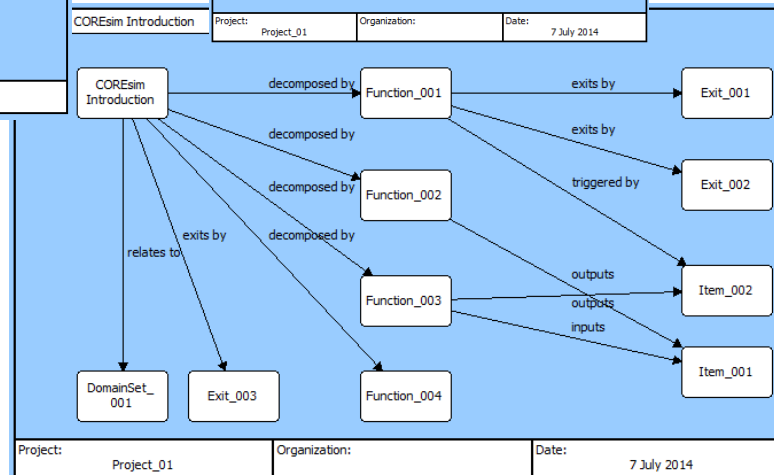 COREsim Introduction
Project:
Project_01
Organization:
Date:
7 July 2014
COREsim
Introduction
decomposed by
Function_001
exits by
Exit_001
decomposed by
exits by
Exit_002
decomposed by
Function_002
triggered by
exits by
decomposed by
relates to
outputs
Item_002
Function_003
outputs
inputs
DomainSet_
001
Exit_003
Function_004
Item_001
Project:
Project_01
Organization:
Date:
7 July 2014